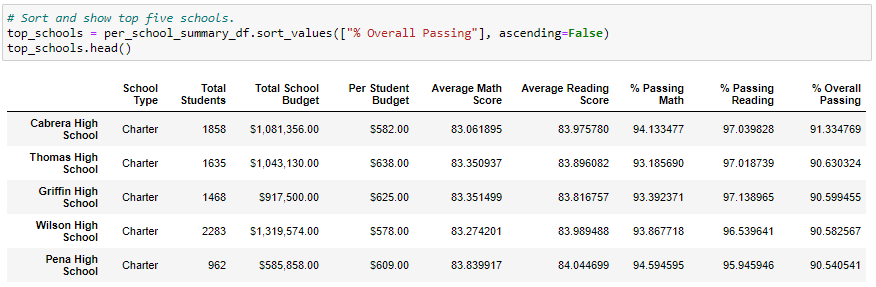 # Sort and show top five schools.
top_schools = per_school_summary_df.sort_values(["% Overall Passing"], ascending=False)
top_schools.head()
School Total Total School Per Student Average Math Average Reading % Passing % Passing % Overall
Type Students Budget Budget Score Score Math Reading Passing
Cabrera High
School Charter 1858 $1,081,356.00 $582.00 83.061895 83.975780 94.133477 97.039828 91.334769
Thomas High
School Charter 1635 $1,043,130.00 $638.00 83.350937 83.896082 93.185690 97.018739 90.630324
Griffin High
School Charter 1468 $917,500.00 $625.00 83.351499 83.816757 93.392371 97.138965 90.599455
Wilson High
School Charter 2283 $1,319,574.00 $578.00 83.274201 83.989488 93.867718 96.539641 90.582567
Pena High
School Charter 962 $585,858.00 $609.00 83.839917 84.044699 94.594595 95.945946 90.540541